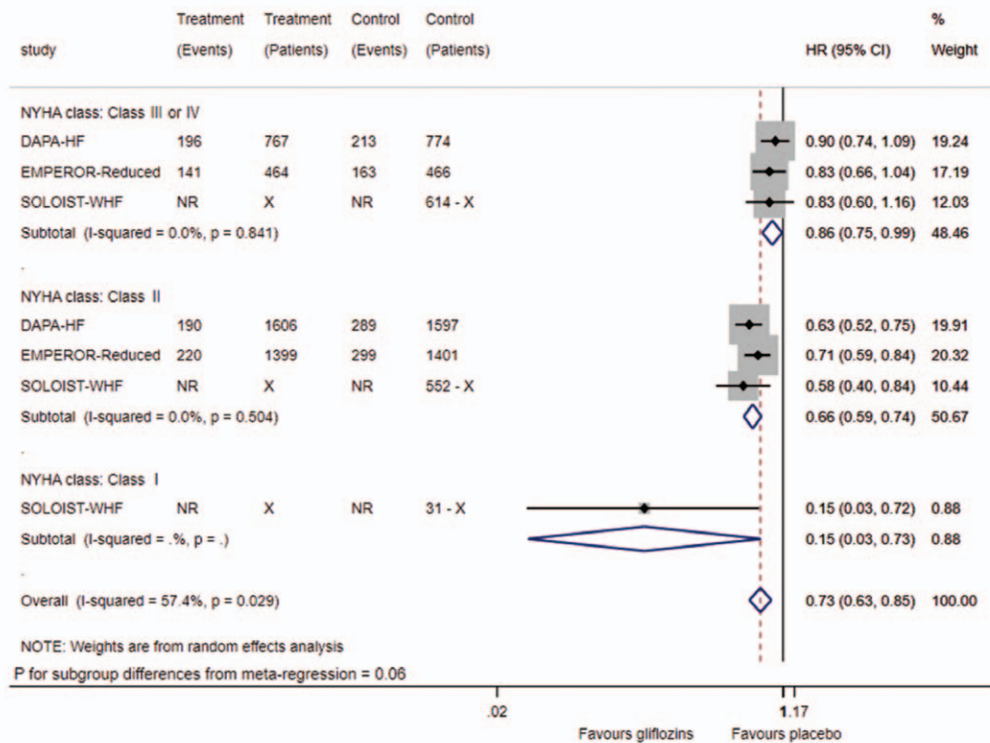 Treatment Treatment Control Control %
study (Events) (Patients) (Events) (Patients) HR (95% CI) Weight
NYHA class: Class III or IV
DAPA-HF 196 767 213 774 0.90 (0.74, 1.09) 19.24
EMPEROR-Reduced 141 464 163 466 0.83 (0.66, 1.04) 17.19
SOLOIST-WHF NR X NR 614 - X 0.83 (0.60, 1.16) 12.03
Subtotal (I-squared = 0.0%, p = 0.841) 0.86 (0.75, 0.99) 48.46
.
NYHA class: Class II
DAPA-HF 190 1606 289 1597 0.63 (0.52, 0.75) 19.91
EMPEROR-Reduced 220 1399 299 1401 0.71 (0.59, 0.84) 20.32
SOLOIST-WHF NR X NR 552 - X 0.58 (0.40, 0.84) 10.44
Subtotal (I-squared = 0.0%, p = 0.504) 0.66 (0.59, 0.74) 50.67
.
NYHA class: Class I
SOLOIST-WHF NR X NR 31 - X 0.15 (0.03, 0.72) 0.88
Subtotal (I-squared = .%, p = .) 0.15 (0.03, 0.73) 0.88
.
Overall (I-squared = 57.4%, p = 0.029) 0.73 (0.63, 0.85) 100.00
NOTE: Weights are from random effects analysis
P for subgroup differences from meta-regression = 0.06
.02 1 1.17
Favours gliflozins Favours placebo